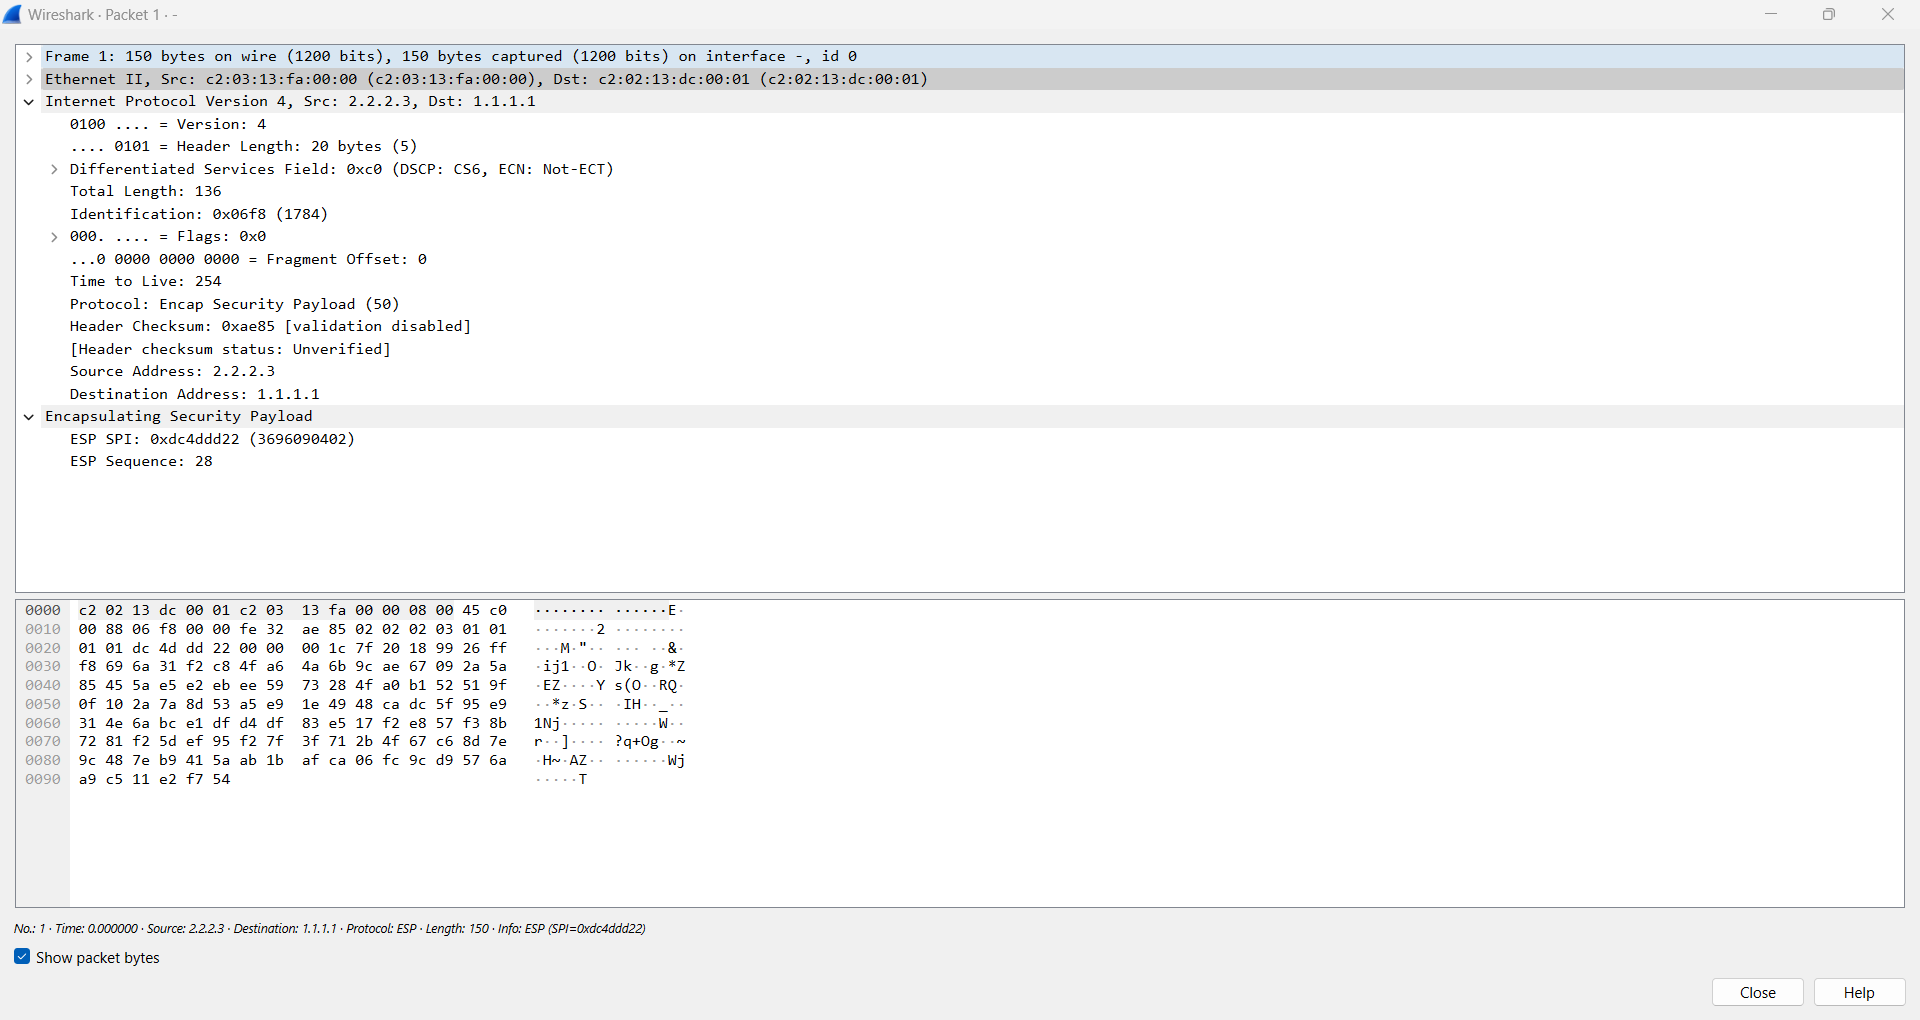 Wireshark · Packet 1 · -
Frame 1: 150 bytes on wire (1200 bits), 150 bytes captured (1200 bits) on interface -, id 0
Ethernet II, Src: c2:03:13:fa:00:00 (c2:03:13:fa:00:00), Dst: c2:02:13:dc:00:01 (c2:02:13:dc:00:01)
Internet Protocol Version 4, Src: 2.2.2.3, Dst: 1.1.1.1
0100 .... = Version: 4
.... 0101 = Header Length: 20 bytes (5)
Differentiated Services Field: 0xc0 (DSCP: CS6, ECN: Not-ECT)
Total Length: 136
Identification: 0x06f8 (1784)
000. .... = Flags: 0x0
...0 0000 0000 0000 = Fragment Offset: 0
Time to Live: 254
Protocol: Encap Security Payload (50)
Header Checksum: 0xae85 [validation disabled]
[Header checksum status: Unverified]
Source Address: 2.2.2.3
Destination Address: 1.1.1.1
Encapsulating Security Payload
ESP SPI: 0xdc4ddd22 (3696090402)
ESP Sequence: 28
0000 c2 02 13 dc 00 01 c2 03 13 fa 00 00 08 00 45 c0 ········ ······E·
0010 00 88 06 f8 00 00 fe 32 ae 85 02 02 02 03 01 01 ·······2 ········
0020 01 01 dc 4d dd 22 00 00 00 1c 7f 20 18 99 26 ff ···M·"·· ··· ··&·
0030 f8 69 6a 31 f2 c8 4f a6 4a 6b 9c ae 67 09 2a 5a ·ij1··O· Jk··g·*Z
0040 85 45 5a e5 e2 eb ee 59 73 28 4f a0 b1 52 51 9f ·EZ····Y s(O··RQ·
0050 0f 10 2a 7a 8d 53 a5 e9 1e 49 48 ca dc 5f 95 e9 ··*z·S·· ·IH··_··
0060 31 4e 6a bc e1 df d4 df 83 e5 17 f2 e8 57 f3 8b 1Nj····· ·····W··
0070 72 81 f2 5d ef 95 f2 7f 3f 71 2b 4f 67 c6 8d 7e r··]···· ?q+Og··~
0080 9c 48 7e b9 41 5a ab 1b af ca 06 fc 9c d9 57 6a ·H~·AZ·· ······Wj
0090 a9 c5 11 e2 f7 54 ·····T
No.: 1 · Time: 0.000000 · Source: 2.2.2.3 · Destination: 1.1.1.1 · Protocol: ESP · Length: 150 · Info: ESP (SPI=0xdc4ddd22)
Show packet bytes
Close Help